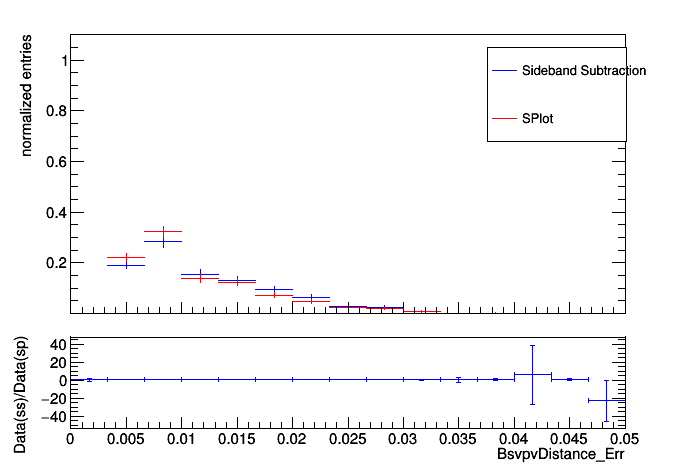 normalized entries
1
0.8
0.6
0.4
0.2
Sideband Subtraction
SPlot
Data(ss)/Data(sp)
40
20
0
−20
−40
0 0.005 0.01 0.015 0.02 0.025 0.03 0.035 0.04 0.045 0.05
BsvpvDistance_Err